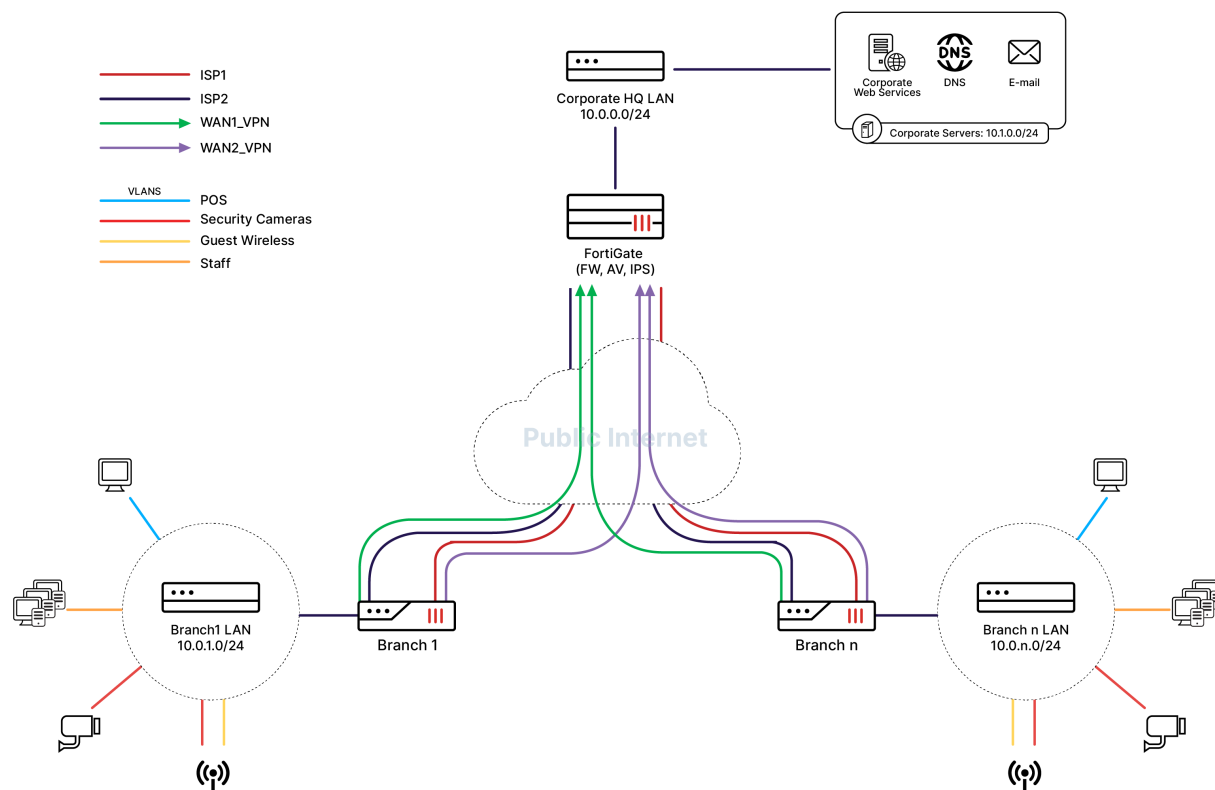 ISP1
ISP2
WAN1_VPN
WAN2_VPN
VLANS
POS
Security Cameras
Guest Wireless
Staff
Corporate HQ LAN
10.0.0.0/24
Corporate
Web Services
DNS
DNS
E-mail
Corporate Servers: 10.1.0.0/24
FortiGate
(FW, AV, IPS)
Public Internet
Branch1 LAN
10.0.1.0/24
Branch 1
Branch n
Branch n LAN
10.0.n.0/24